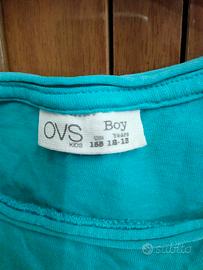 OVS
KIDS
Boy
cm Years
158 12-13
subito